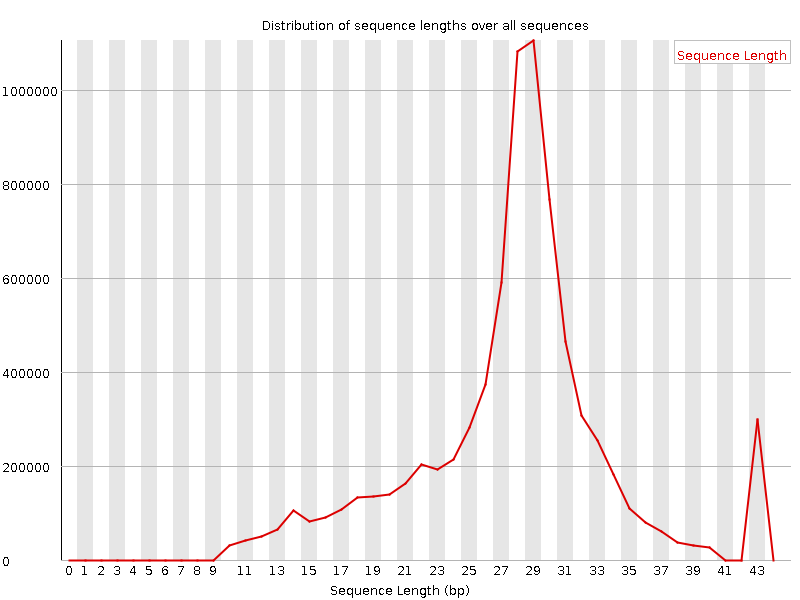 Distribution of sequence lengths over all sequences
Sequence Length
1000000
800000
600000
400000
200000
0
0 1 2 3 4 5 6 7 8 9 11 13 15 17 19 21 23 25 27 29 31 33 35 37 39 41 43
Sequence Length (bp)